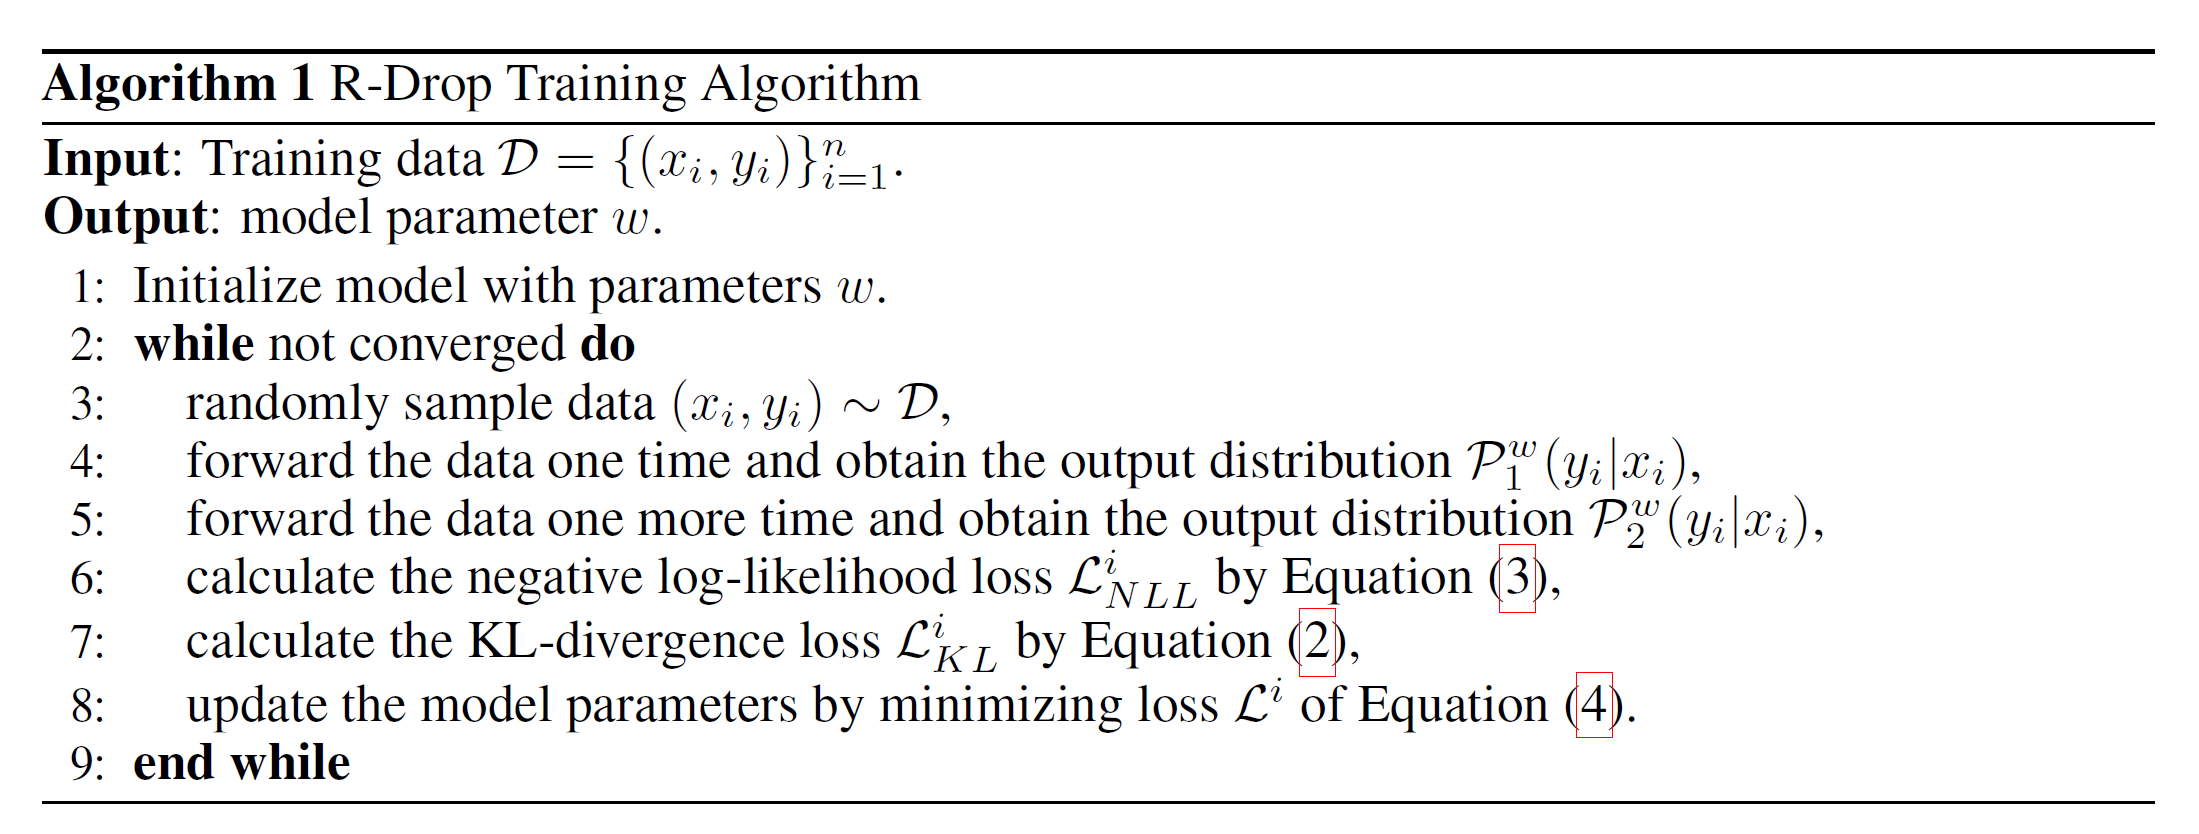 Algorithm 1 R-Drop Training Algorithm
Input: Training data $\mathcal{D} = \{(x_i, y_i)\}_{i=1}^{n}$.
Output: model parameter $w$.
1: Initialize model with parameters $w$.
2: while not converged do
3: randomly sample data $(x_i, y_i) \sim \mathcal{D}$,
4: forward the data one time and obtain the output distribution $\mathcal{P}_1^w(y_i|x_i)$,
5: forward the data one more time and obtain the output distribution $\mathcal{P}_2^w(y_i|x_i)$,
6: calculate the negative log-likelihood loss $\mathcal{L}_{NLL}^i$ by Equation (3),
7: calculate the KL-divergence loss $\mathcal{L}_{KL}^i$ by Equation (2),
8: update the model parameters by minimizing loss $\mathcal{L}^i$ of Equation (4).
9: end while